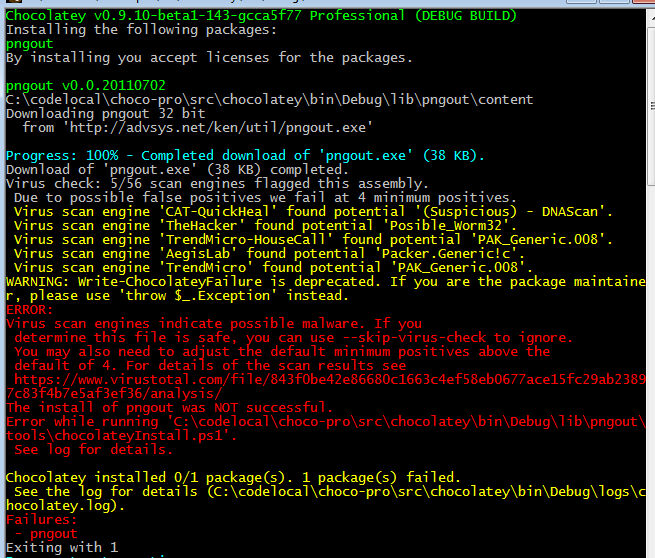 Chocolatey v0.9.10-beta1-143-gcca5f77 Professional (DEBUG BUILD)
Installing the following packages:
pngout
By installing you accept licenses for the packages.
pngout v0.0.20110702
C:\codelocal\choco-pro\src\chocolatey\bin\Debug\lib\pngout\content
Downloading pngout 32 bit
from 'http://advsys.net/ken/util/pngout.exe'
Progress: 100% - Completed download of 'pngout.exe' (38 KB).
Download of 'pngout.exe' (38 KB) completed.
Virus check: 5/56 scan engines flagged this assembly.
Due to possible false positives we fail at 4 minimum positives.
Virus scan engine 'CAT-QuickHeal' found potential '(Suspicious) - DNAScan'.
Virus scan engine 'TheHacker' found potential 'Posible_Worm32'.
Virus scan engine 'TrendMicro-HouseCall' found potential 'PAK_Generic.008'.
Virus scan engine 'AegisLab' found potential 'Packer.Generic!c'.
Virus scan engine 'TrendMicro' found potential 'PAK_Generic.008'.
WARNING: Write-ChocolateyFailure is deprecated. If you are the package maintaine
r, please use 'throw $_.Exception' instead.
ERROR:
Virus scan engines indicate possible malware. If you
determine this file is safe, you can use --skip-virus-check to ignore.
You may also need to adjust the default minimum positives above the
default of 4. For details of the scan results see
https://www.virustotal.com/file/843f0be42e86680c1663c4ef58eb0677ace15fc29ab2389
7c83f4b7e5af3ef36/analysis/
The install of pngout was NOT successful.
Error while running 'C:\codelocal\choco-pro\src\chocolatey\bin\Debug\lib\pngout\
tools\chocolateyInstall.ps1'.
See log for details.
Chocolatey installed 0/1 package(s). 1 package(s) failed.
See the log for details (C:\codelocal\choco-pro\src\chocolatey\bin\Debug\logs\c
hocolatey.log).
Failures:
- pngout
Exiting with 1